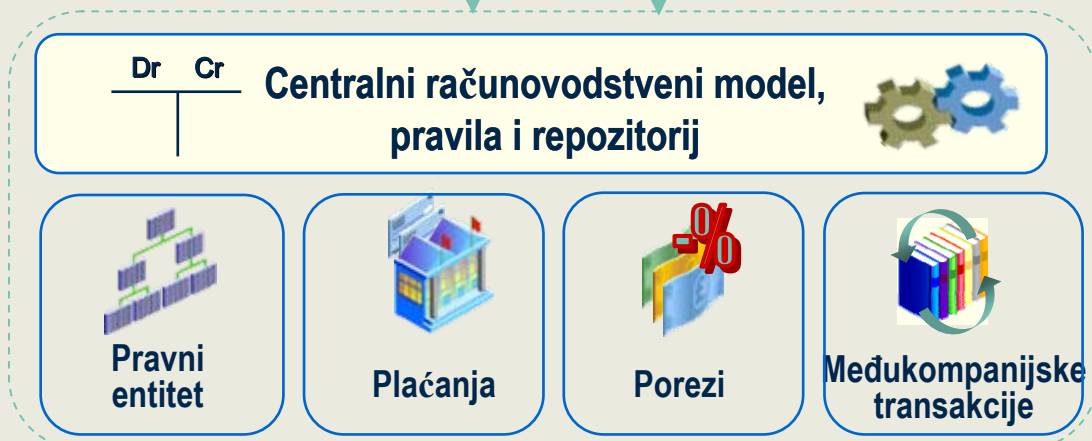 Dr Cr
Centralni računovodstveni model,
pravila i repozitorij
Pravni
entitet
Plaćanja
-%
Porezi
Međukompanijske
transakcije